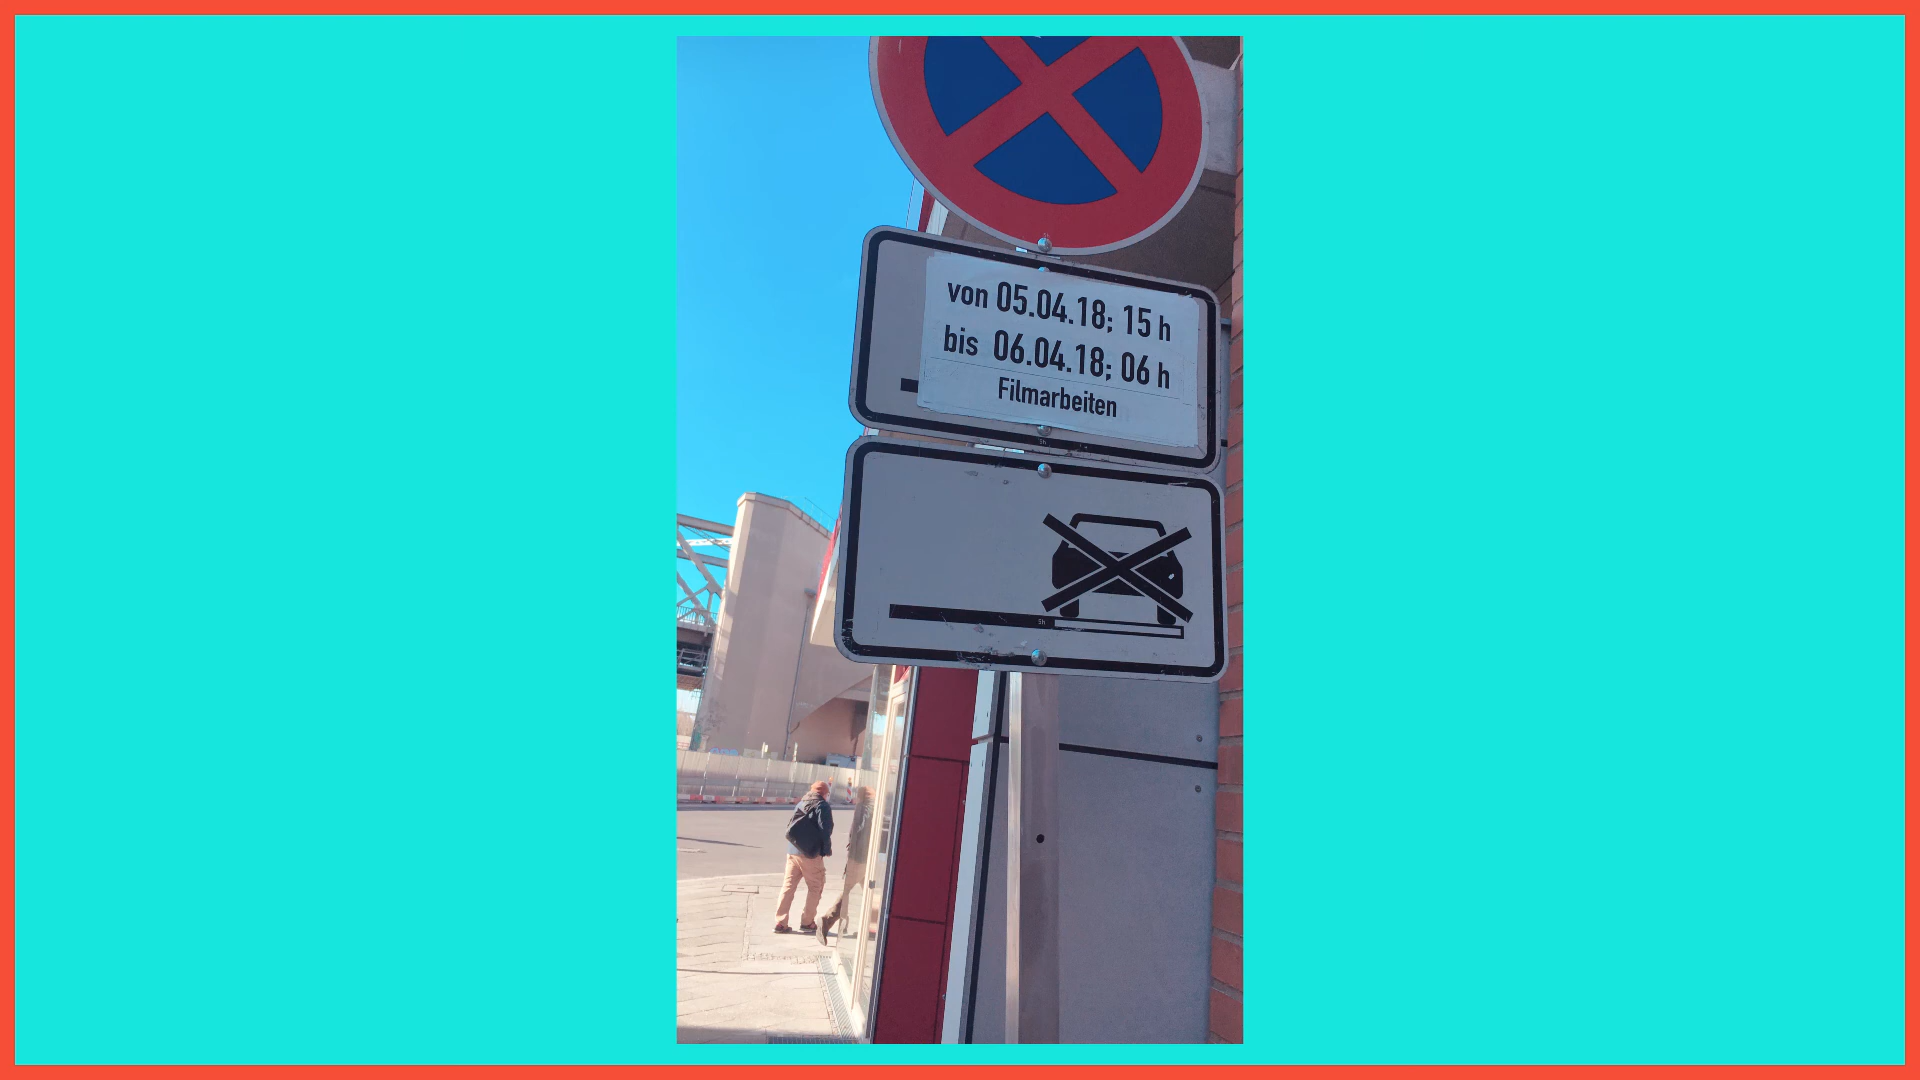 von 05.04.18; 15 h
bis 06.04.18; 06 h
Filmarbeiten